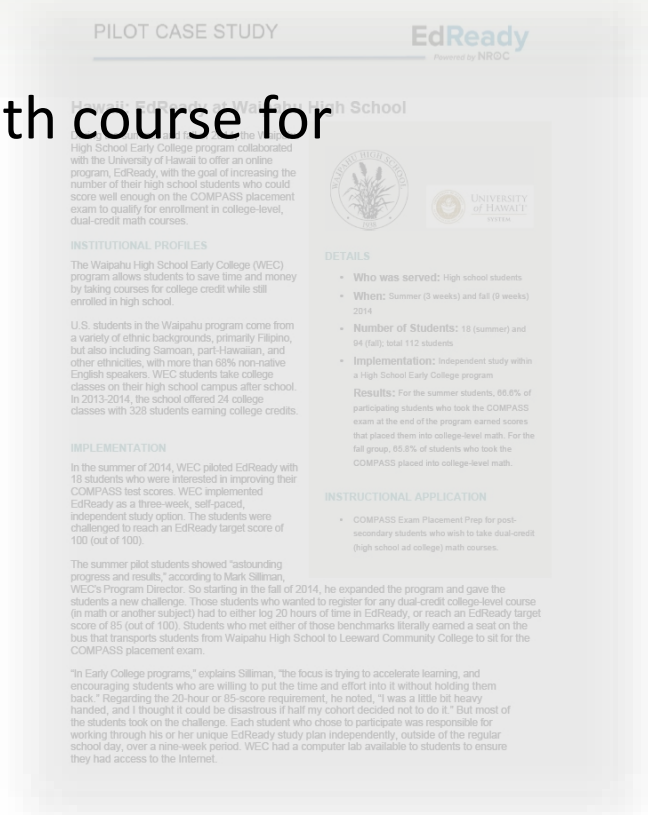 PILOT CASE STUDY
EdReady
Powered by NROC
Hawaii: EdReady at Waipahu High School
th course for
High School Early College program collaborated
with the University of Hawaii to offer an online
program, EdReady, with the goal of increasing the
number of their high school students who could
score well enough on the COMPASS placement
exam to qualify for enrollment in college-level,
dual-credit math courses.
INSTITUTIONAL PROFILES
The Waipahu High School Early College (WEC)
program allows students to save time and money
by taking courses for college credit while still
enrolled in high school.
U.S. students in the Waipahu program come from
a variety of ethnic backgrounds, primarily Filipino,
but also including Samoan, part-Hawaiian, and
other ethnicities, with more than 68% non-native
English speakers. WEC students take college
classes on their high school campus after school.
In 2013-2014, the school offered 24 college
classes with 328 students earning college credits.
IMPLEMENTATION
In the summer of 2014, WEC piloted EdReady with
18 students who were interested in improving their
COMPASS test scores. WEC implemented
EdReady as a three-week, self-paced,
independent study option. The students were
challenged to reach an EdReady target score of
100 (out of 100).
The summer pilot students showed "astounding
progress and results," according to Mark Silliman,
WAIPAHU HIGH SCHOOL
UNIVERSITY
of HAWAI'I
SYSTEM
DETAILS
• Who was served: High school students
• When: Summer (3 weeks) and fall (9 weeks)
2014
• Number of Students: 18 (summer) and
94 (fall); total 112 students
• Implementation: Independent study within
a High School Early College program
Results: For the summer students, 66.6% of
participating students who took the COMPASS
exam at the end of the program earned scores
that placed them into college-level math. For the
fall group, 65.8% of students who took the
COMPASS placed into college-level math.
INSTRUCTIONAL APPLICATION
• COMPASS Exam Placement Prep for post-
secondary students who wish to take dual-credit
(high school ad college) math courses.
WEC's Program Director. So starting in the fall of 2014, he expanded the program and gave the
students a new challenge. Those students who wanted to register for any dual-credit college-level course
(in math or another subject) had to either log 20 hours of time in EdReady, or reach an EdReady target
score of 85 (out of 100). Students who met either of those benchmarks literally earned a seat on the
bus that transports students from Waipahu High School to Leeward Community College to sit for the
COMPASS placement exam.
"In Early College programs," explains Silliman, "the focus is trying to accelerate learning, and
encouraging students who are willing to put the time and effort into it without holding them
back." Regarding the 20-hour or 85-score requirement, he noted, "I was a little bit heavy
handed, and I thought it could be disastrous if half my cohort decided not to do it." But most of
the students took on the challenge. Each student who chose to participate was responsible for
working through his or her unique EdReady study plan independently, outside of the regular
school day, over a nine-week period. WEC had a computer lab available to students to ensure
they had access to the Internet.